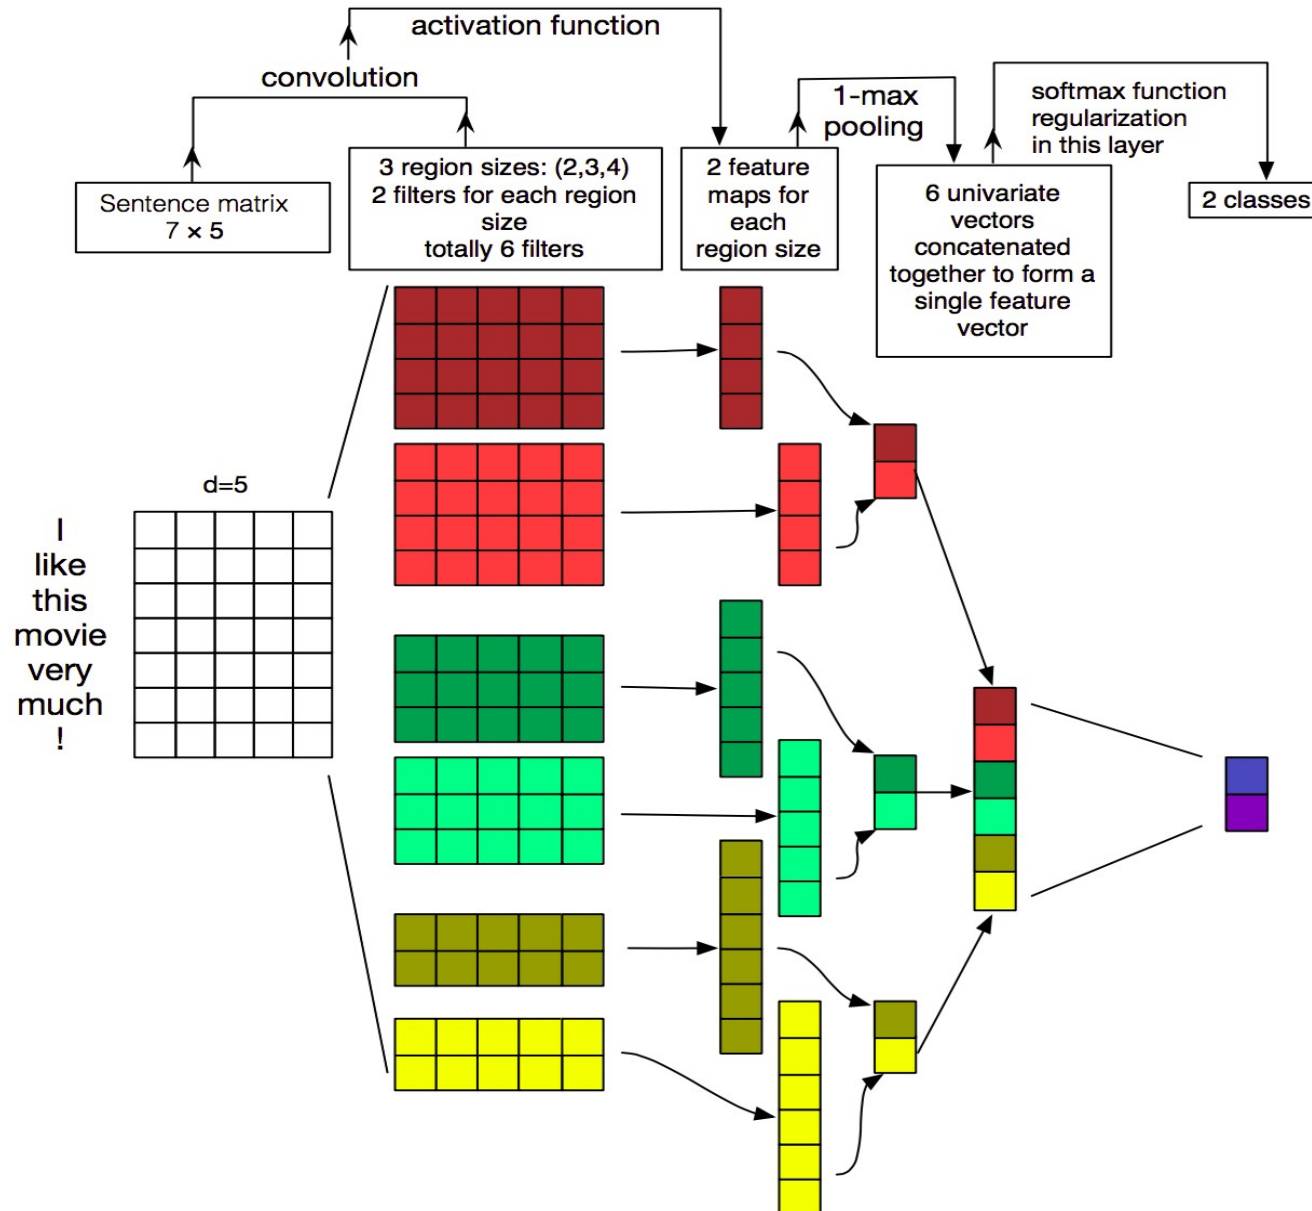 activation function
convolution
1-max
pooling
softmax function
regularization
in this layer
Sentence matrix
7 × 5
3 region sizes: (2,3,4)
2 filters for each region
size
totally 6 filters
2 feature
maps for
each
region size
6 univariate
vectors
concatenated
together to form a
single feature
vector
2 classes
d=5
I
like
this
movie
very
much
!